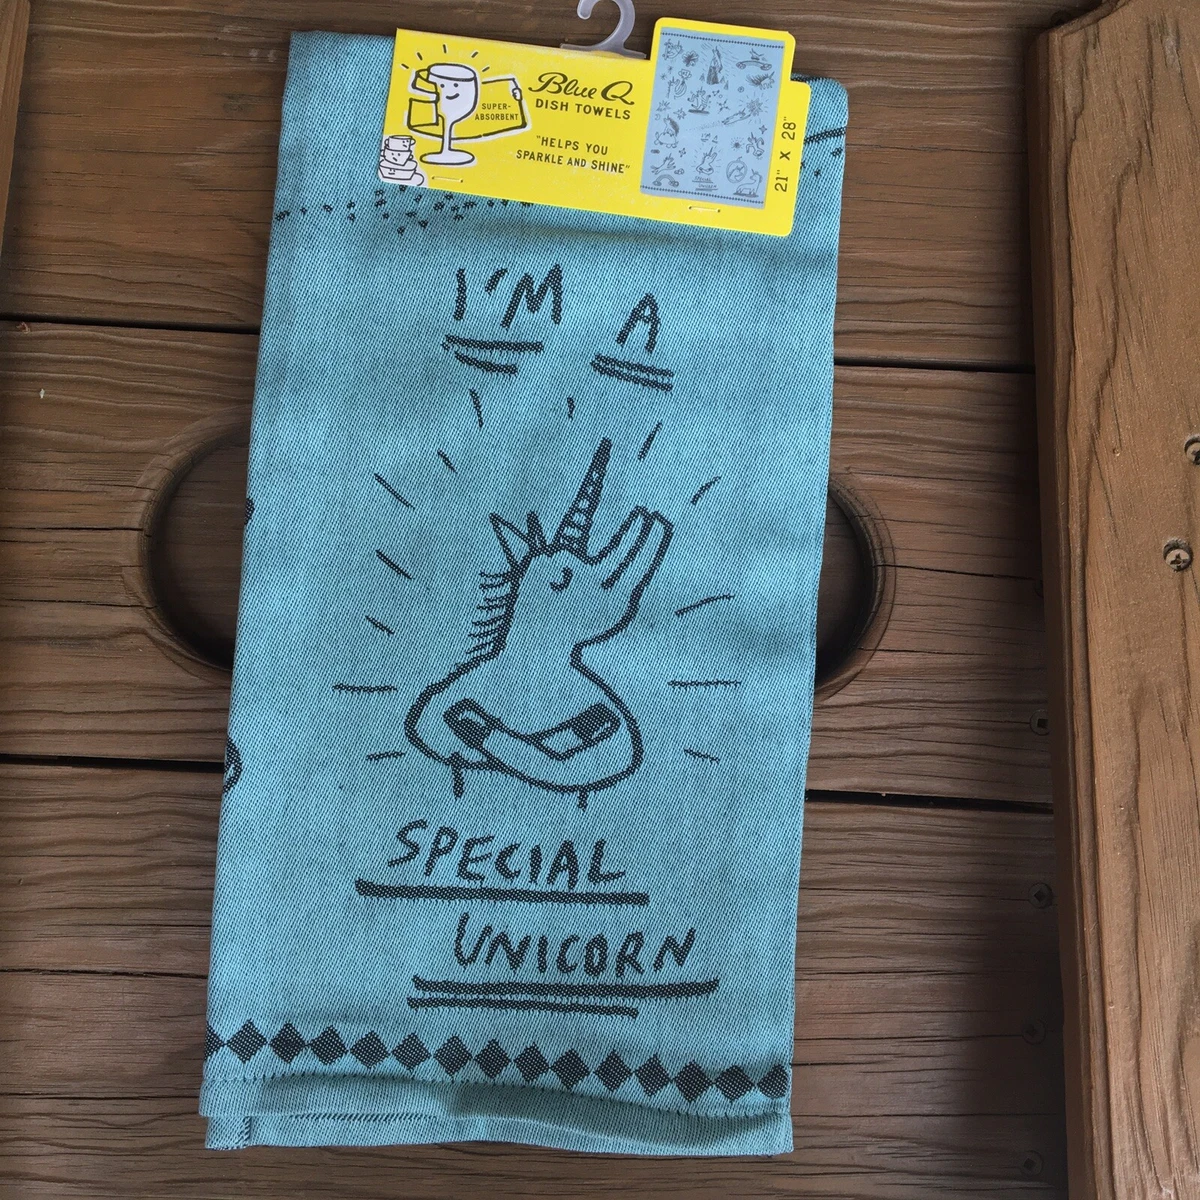 Blue Q
DISH TOWELS
SUPER-
ABSORBENT
"HELPS YOU
SPARKLE AND SHINE"
21" X 28"
I'M A
SPECIAL
UNICORN